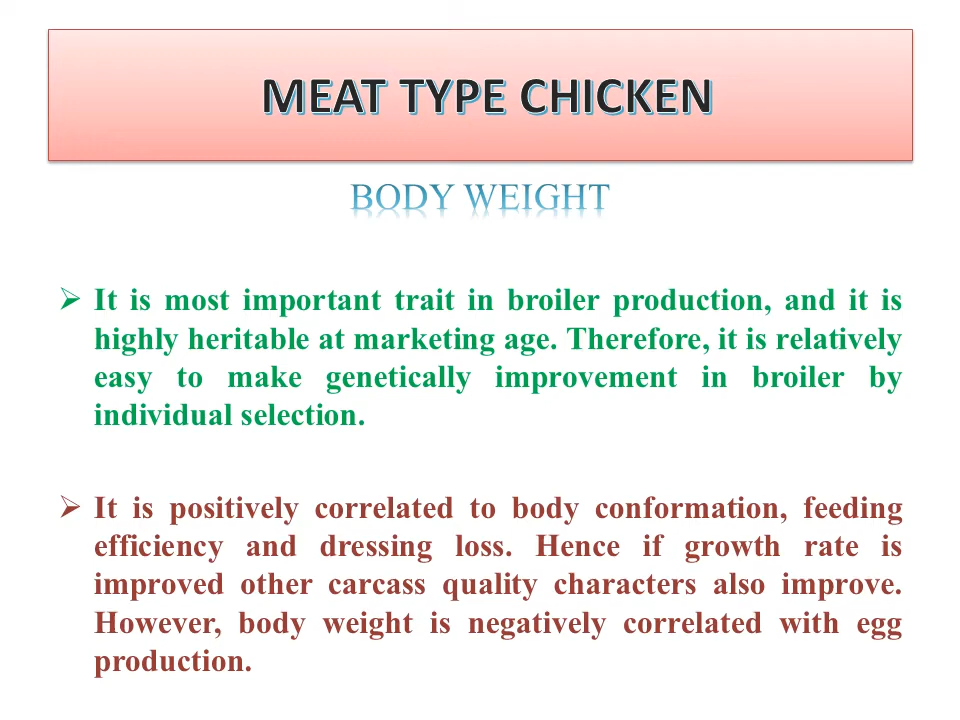 MEAT TYPE CHICKEN
BODY WEIGHT
➢ It is most important trait in broiler production, and it is
highly heritable at marketing age. Therefore, it is relatively
easy to make genetically improvement in broiler by
individual selection.
➢ It is positively correlated to body conformation, feeding
efficiency and dressing loss. Hence if growth rate is
improved other carcass quality characters also improve.
However, body weight is negatively correlated with egg
production.